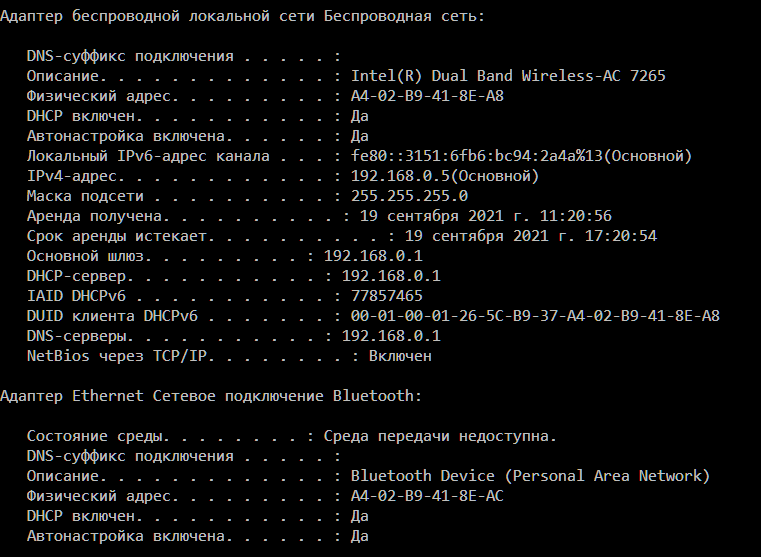 Адаптер беспроводной локальной сети Беспроводная сеть:
DNS-суффикс подключения . . . . . :
Описание. . . . . . . . . . . . . : Intel(R) Dual Band Wireless-AC 7265
Физический адрес. . . . . . . . . : A4-02-B9-41-8E-A8
DHCP включен. . . . . . . . . . . : Да
Автонастройка включена. . . . . . : Да
Локальный IPv6-адрес канала . . . : fe80::3151:6fb6:bc94:2a4a%13(Основной)
IPv4-адрес. . . . . . . . . . . . : 192.168.0.5(Основной)
Маска подсети . . . . . . . . . . : 255.255.255.0
Аренда получена. . . . . . . . . . : 19 сентября 2021 г. 11:20:56
Срок аренды истекает. . . . . . . . . . : 19 сентября 2021 г. 17:20:54
Основной шлюз. . . . . . . . . : 192.168.0.1
DHCP-сервер. . . . . . . . . . . : 192.168.0.1
IAID DHCPv6 . . . . . . . . . . . : 77857465
DUID клиента DHCPv6 . . . . . . . : 00-01-00-01-26-5C-B9-37-A4-02-B9-41-8E-A8
DNS-серверы. . . . . . . . . . . : 192.168.0.1
NetBios через TCP/IP. . . . . . . . : Включен
Адаптер Ethernet Сетевое подключение Bluetooth:
Состояние среды. . . . . . . . : Среда передачи недоступна.
DNS-суффикс подключения . . . . . :
Описание. . . . . . . . . . . . . : Bluetooth Device (Personal Area Network)
Физический адрес. . . . . . . . . : A4-02-B9-41-8E-AC
DHCP включен. . . . . . . . . . . : Да
Автонастройка включена. . . . . . : Да